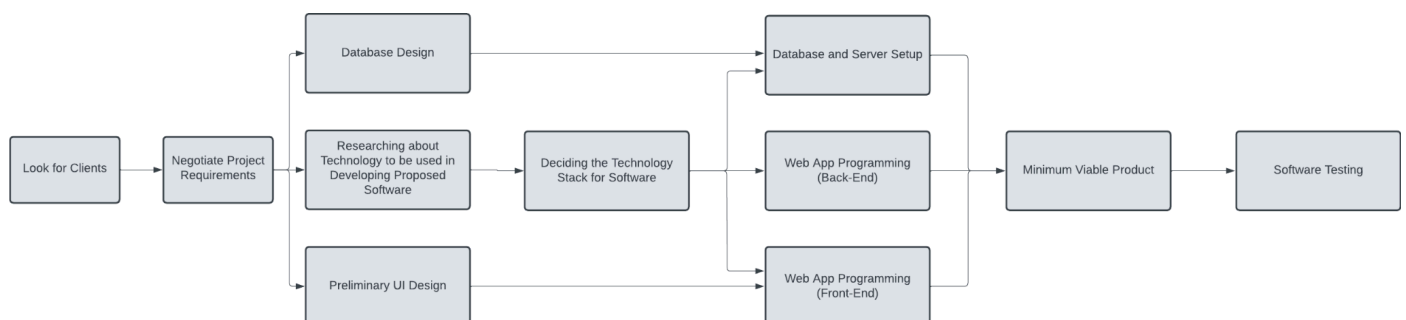 Look for Clients
Negotiate Project
Requirements
Database Design
Researching about
Technology to be used in
Developing Proposed
Software
Preliminary UI Design
Deciding the Technology
Stack for Software
Database and Server Setup
Web App Programming
(Back-End)
Web App Programming
(Front-End)
Minimum Viable Product
Software Testing